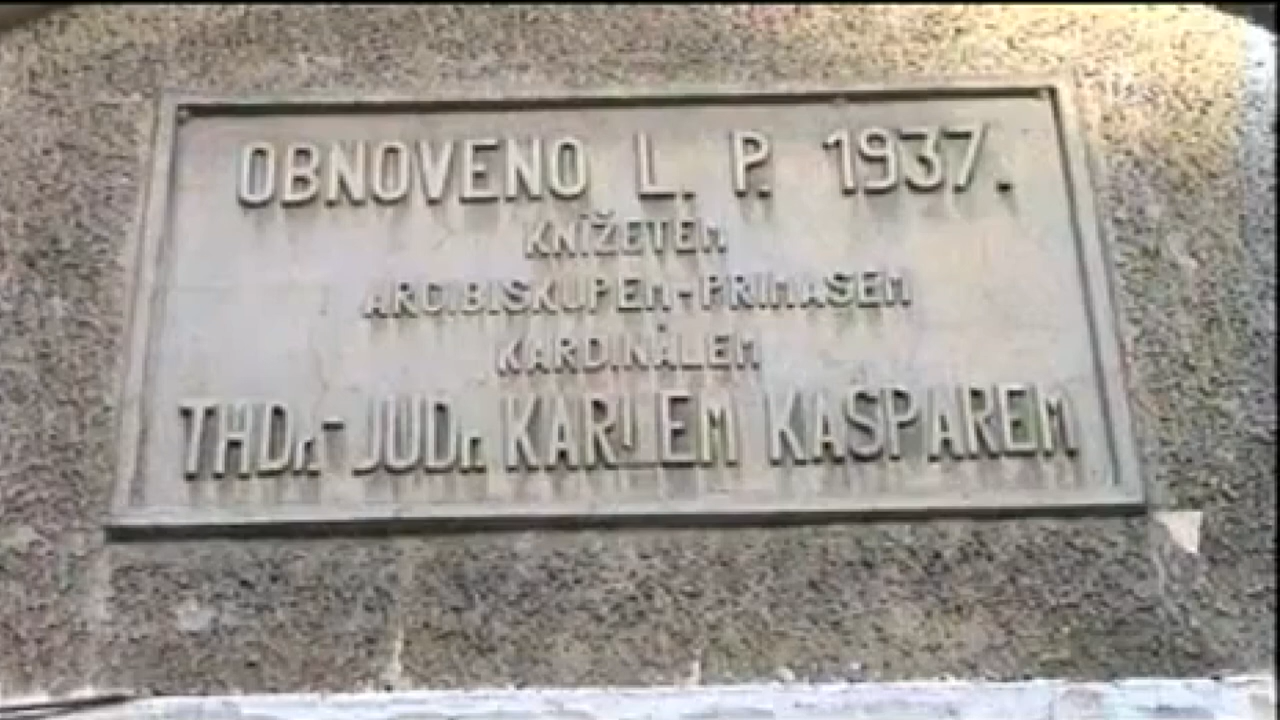 OBNOVENO L. P. 1937.
KNÍŽETEM
ARCIBISKUPEM-PRIMASEM
KARDINÁLEM
THDr.-JUDr. KARLEM KAŠPAREM